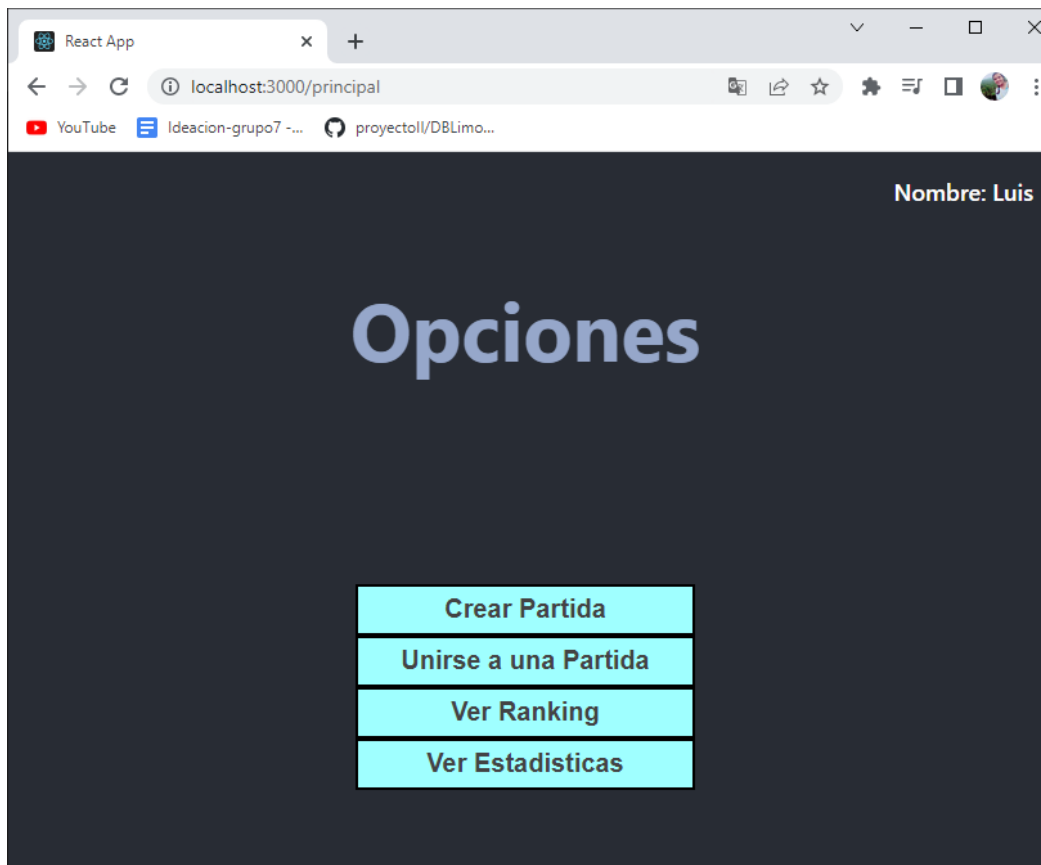 React App
localhost:3000/principal
YouTube Ideacion-grupo7 -... proyectoII/DBLimo...
Nombre: Luis
Opciones
Crear Partida
Unirse a una Partida
Ver Ranking
Ver Estadisticas